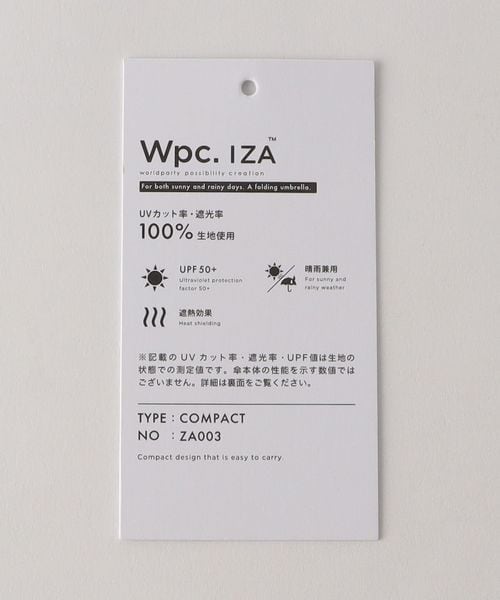 Wpc. IZA™
worldparty possibility creation
For both sunny and rainy days. A folding umbrella.
UVカット率・遮光率
100% 生地使用
UPF50+
Ultraviolet protection
factor 50+
晴雨兼用
For sunny and
rainy weather
遮熱効果
Heat shielding
※記載のUVカット率・遮光率・UPF値は生地の
状態での測定値です。傘本体の性能を示す数値では
ございません。詳細は裏面をご覧ください。
TYPE：COMPACT
NO ：ZA003
Compact design that is easy to carry.